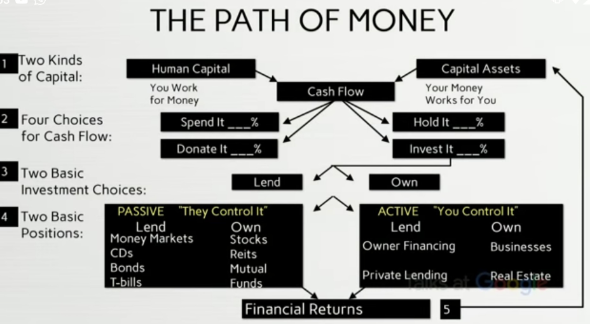 THE PATH OF MONEY
1 Two Kinds
of Capital:
Human Capital
Capital Assets
You Work
for Money
Cash Flow
Your Money
Works for You
2 Four Choices
for Cash Flow:
Spend It ___%
Hold It ___%
Donate It ___%
Invest It ___%
3 Two Basic
Investment Choices:
Lend
Own
4 Two Basic
Positions:
PASSIVE "They Control It"
Lend Own
Money Markets Stocks
CDs Reits
Bonds Mutual
T-bills Funds
ACTIVE "You Control It"
Lend Own
Owner Financing Businesses
Private Lending Real Estate
Talks at Google
Financial Returns 5